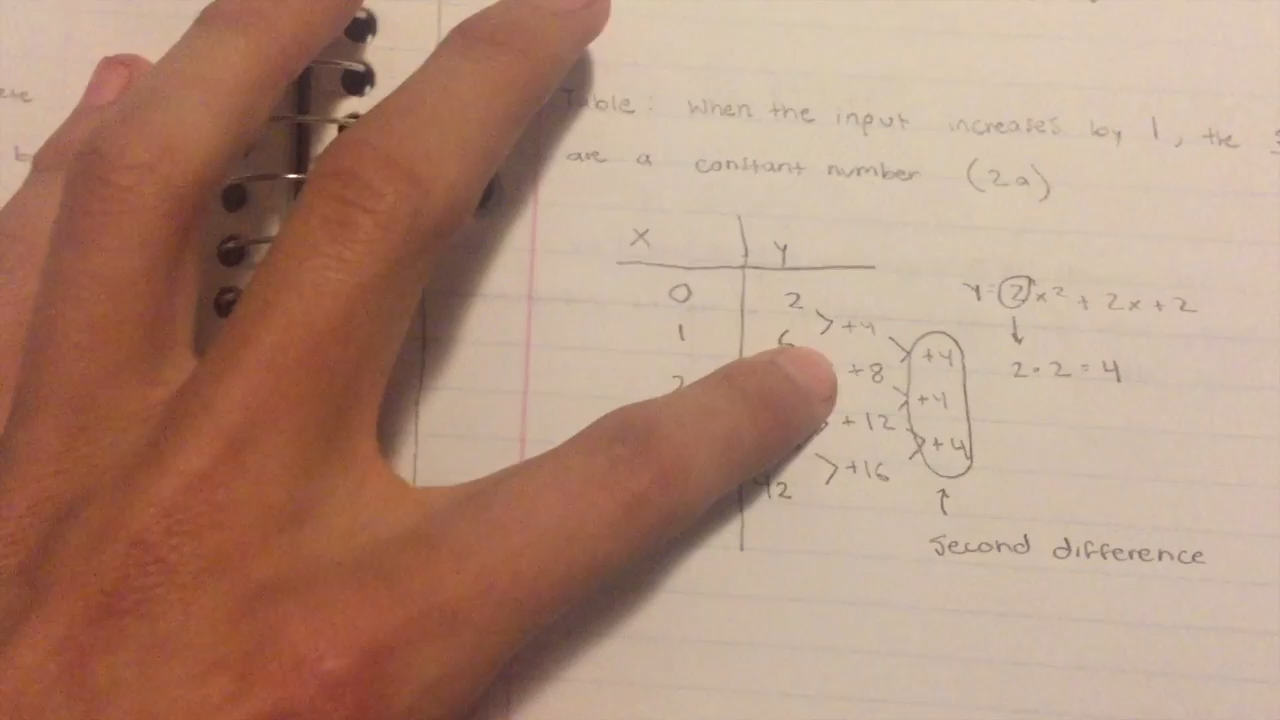 Table: When the input increases by 1, the
are a constant number (2a)
X Y
0 2
1 6
2
42
+4
+8
+12
+16
+4
+4
+4
Y=2x²+2x+2
2·2=4
Second difference